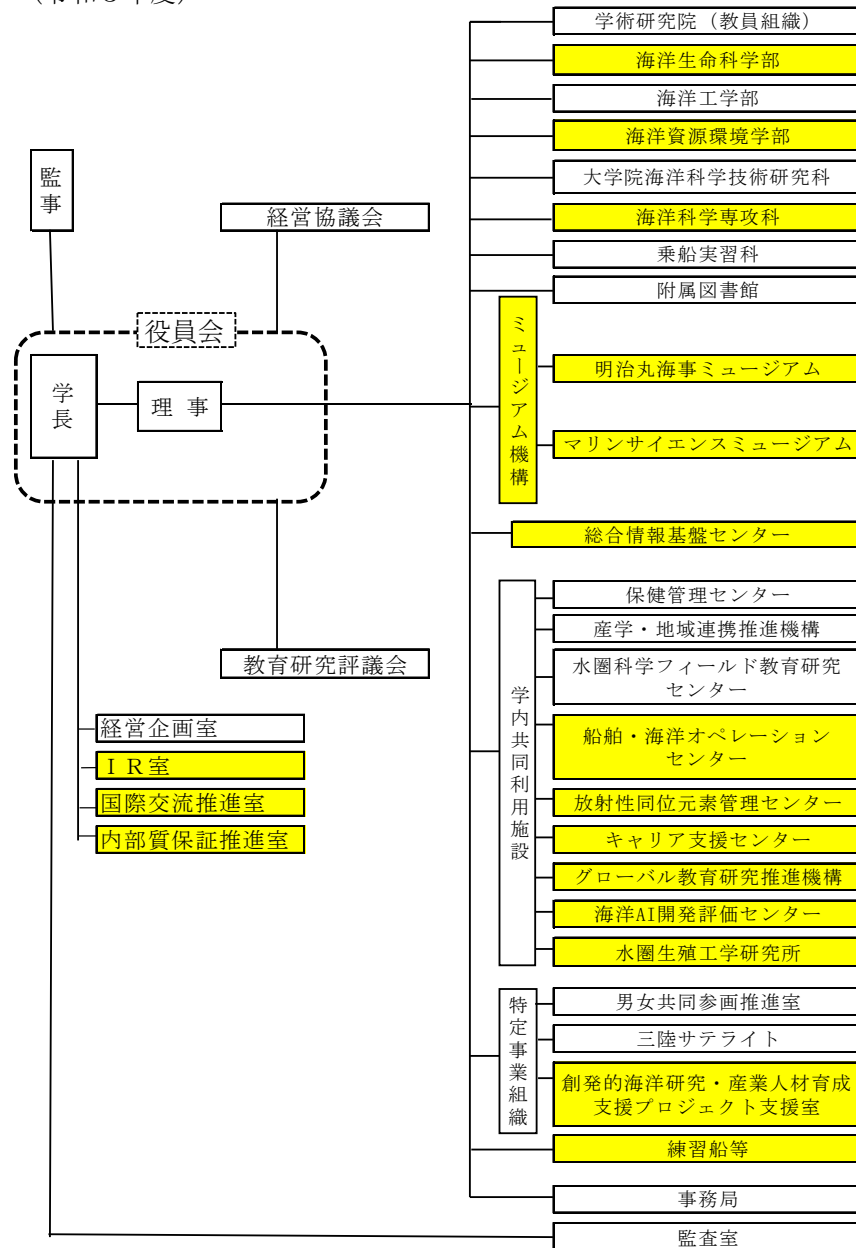 学術研究院（教員組織）
海洋生命科学部
海洋工学部
海洋資源環境学部
大学院海洋科学技術研究科
海洋科学専攻科
乗船実習科
附属図書館
監事
経営協議会
役員会
学長
理事
ミュージアム機構
明治丸海事ミュージアム
マリンサイエンスミュージアム
総合情報基盤センター
教育研究評議会
経営企画室
ＩＲ室
国際交流推進室
内部質保証推進室
学内共同利用施設
保健管理センター
産学・地域連携推進機構
水圏科学フィールド教育研究
センター
船舶・海洋オペレーション
センター
放射性同位元素管理センター
キャリア支援センター
グローバル教育研究推進機構
海洋AI開発評価センター
水圏生殖工学研究所
特定事業組織
男女共同参画推進室
三陸サテライト
創発的海洋研究・産業人材育成
支援プロジェクト支援室
練習船等
事務局
監査室